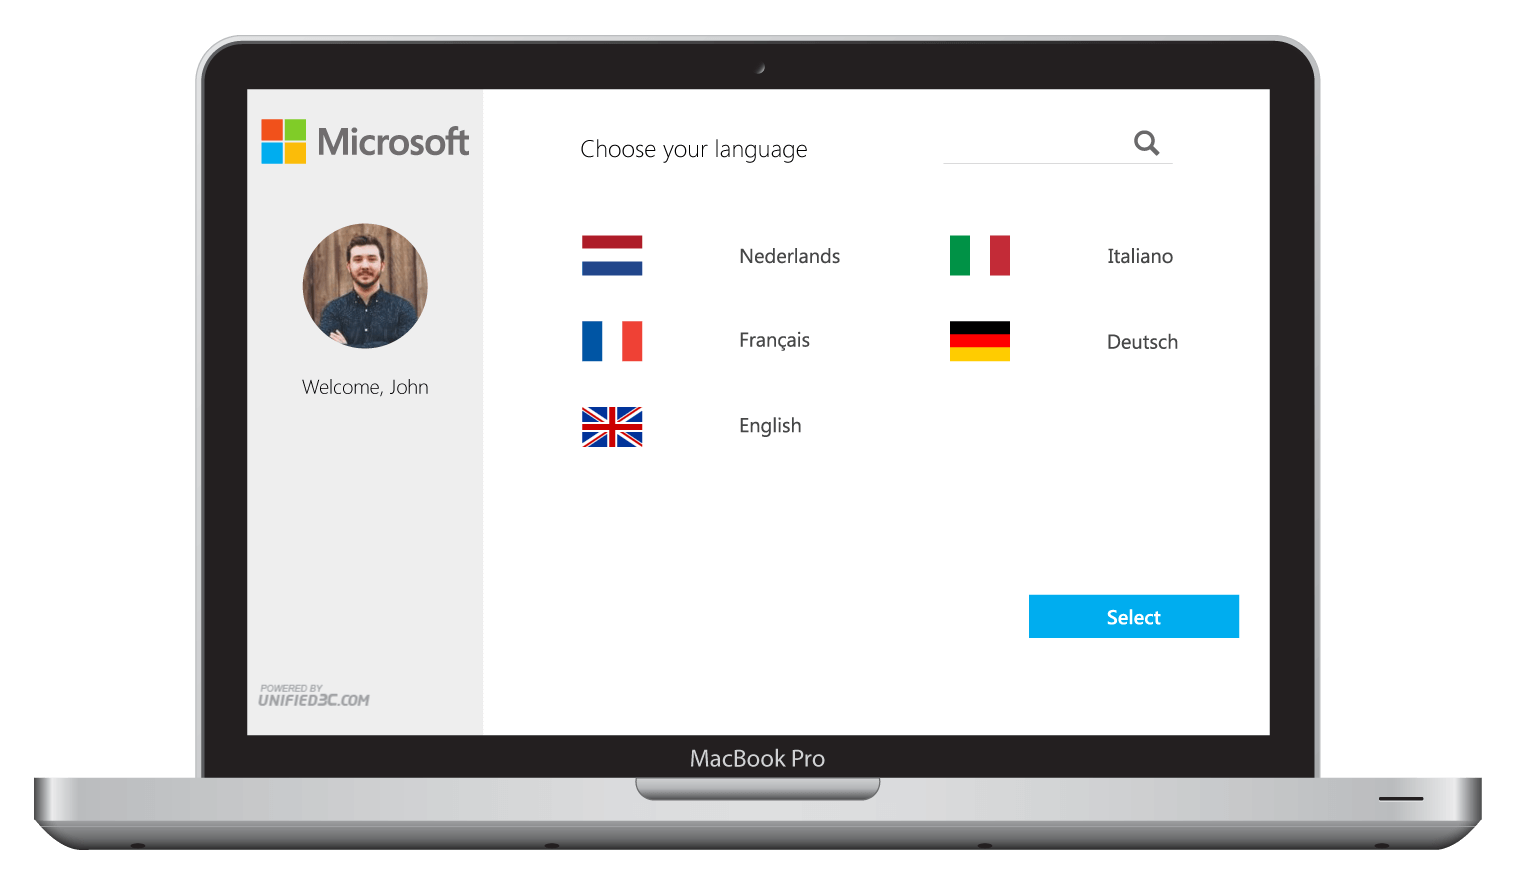 Microsoft
Welcome, John
POWERED BY
UNIFIED3C.COM
Choose your language
Nederlands
Italiano
Français
Deutsch
English
Select
MacBook Pro